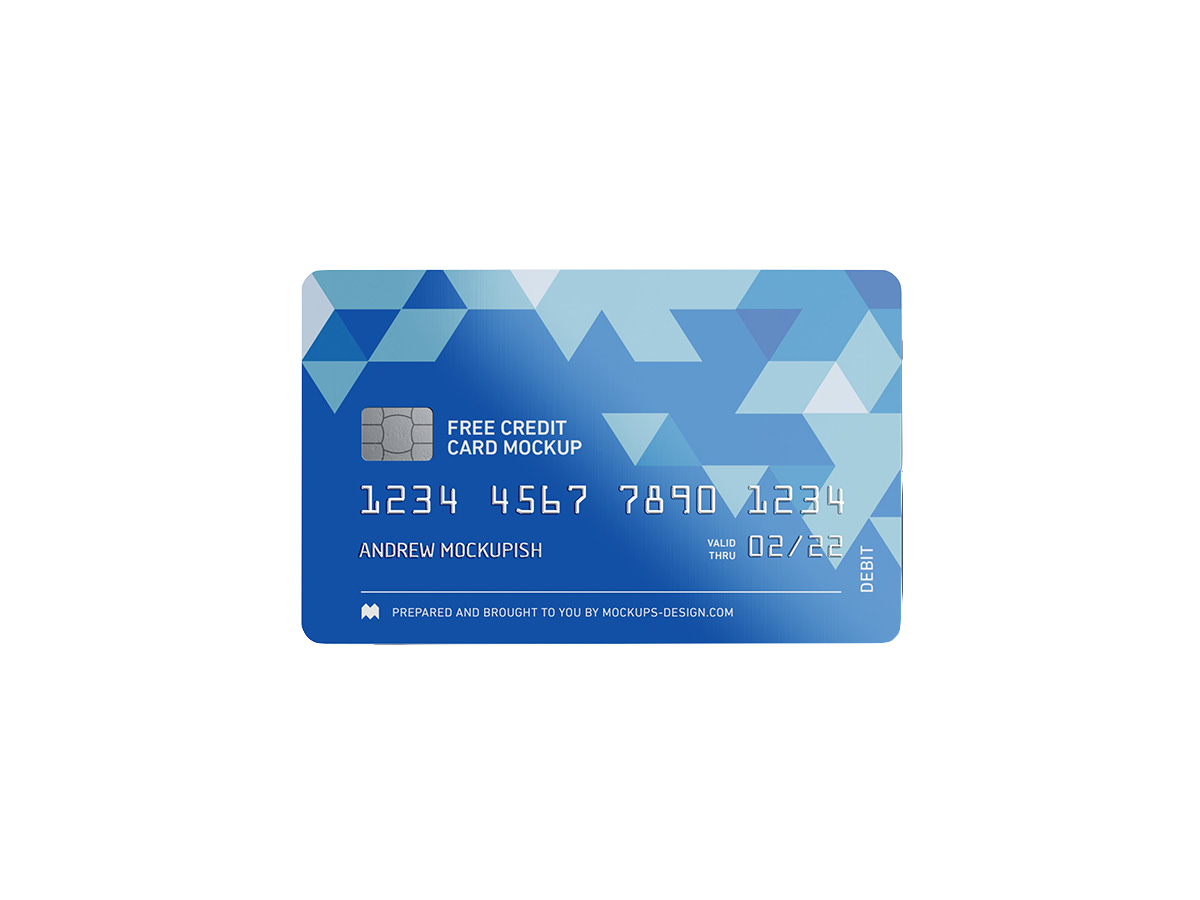 FREE CREDIT
CARD MOCKUP
1234 4567 7890 1234
ANDREW MOCKUPISH
VALID
THRU
02/22
DEBIT
PREPARED AND BROUGHT TO YOU BY MOCKUPS-DESIGN.COM